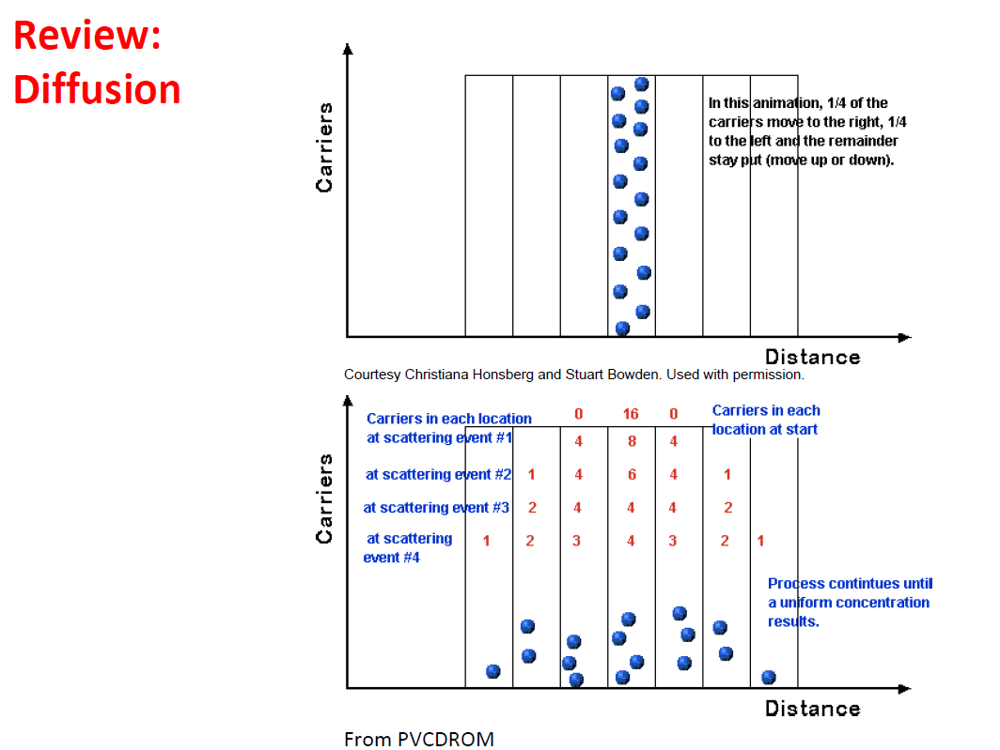 Review:
Diffusion
Carriers
In this animation, 1/4 of the
carriers move to the right, 1/4
to the left and the remainder
stay put (move up or down).
Distance
Courtesy Christiana Honsberg and Stuart Bowden. Used with permission.
Carriers
Carriers in each location
0 16 0
Carriers in each
location at start
at scattering event #1 4 8 4
at scattering event #2 1 4 6 4 1
at scattering event #3 2 4 4 4 2
at scattering
event #4
1 2 3 4 3 2 1
Process contintues until
a uniform concentration
results.
Distance
From PVCDROM